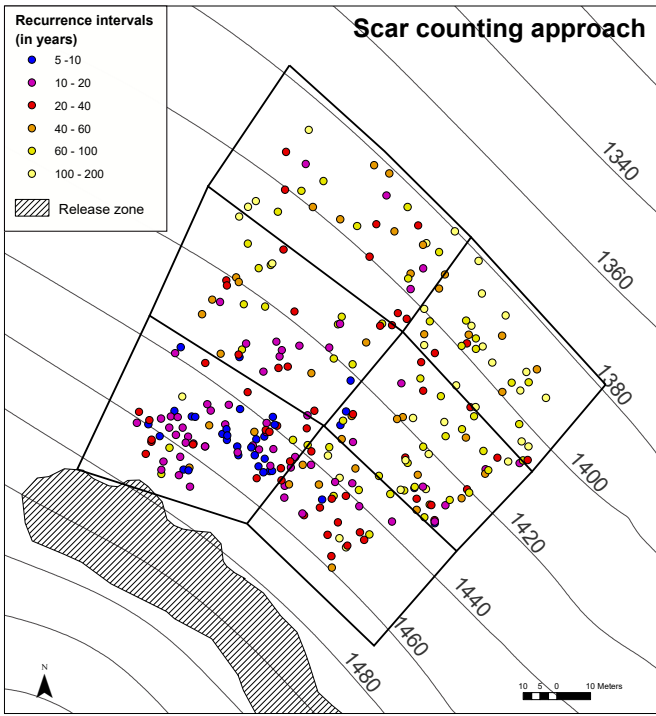 Scar counting approach
Recurrence intervals
(in years)
5 -10
10 - 20
20 - 40
40 - 60
60 - 100
100 - 200
Release zone
1340
1360
1380
1400
1420
1440
1460
1480
N
10 5 0 10 Meters